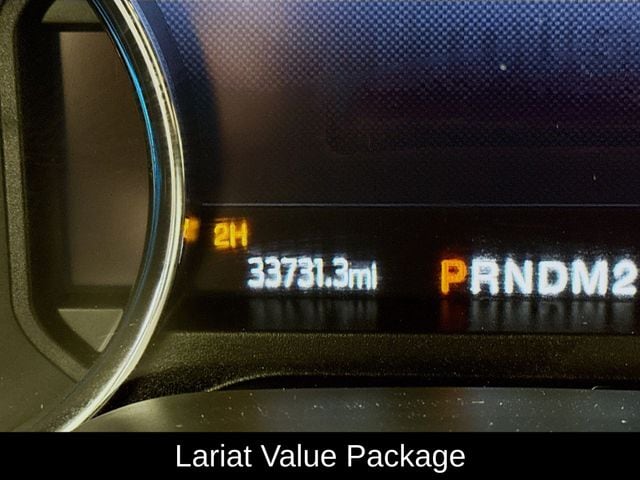 2H
33731.3mi
PRNDM2
Lariat Value Package